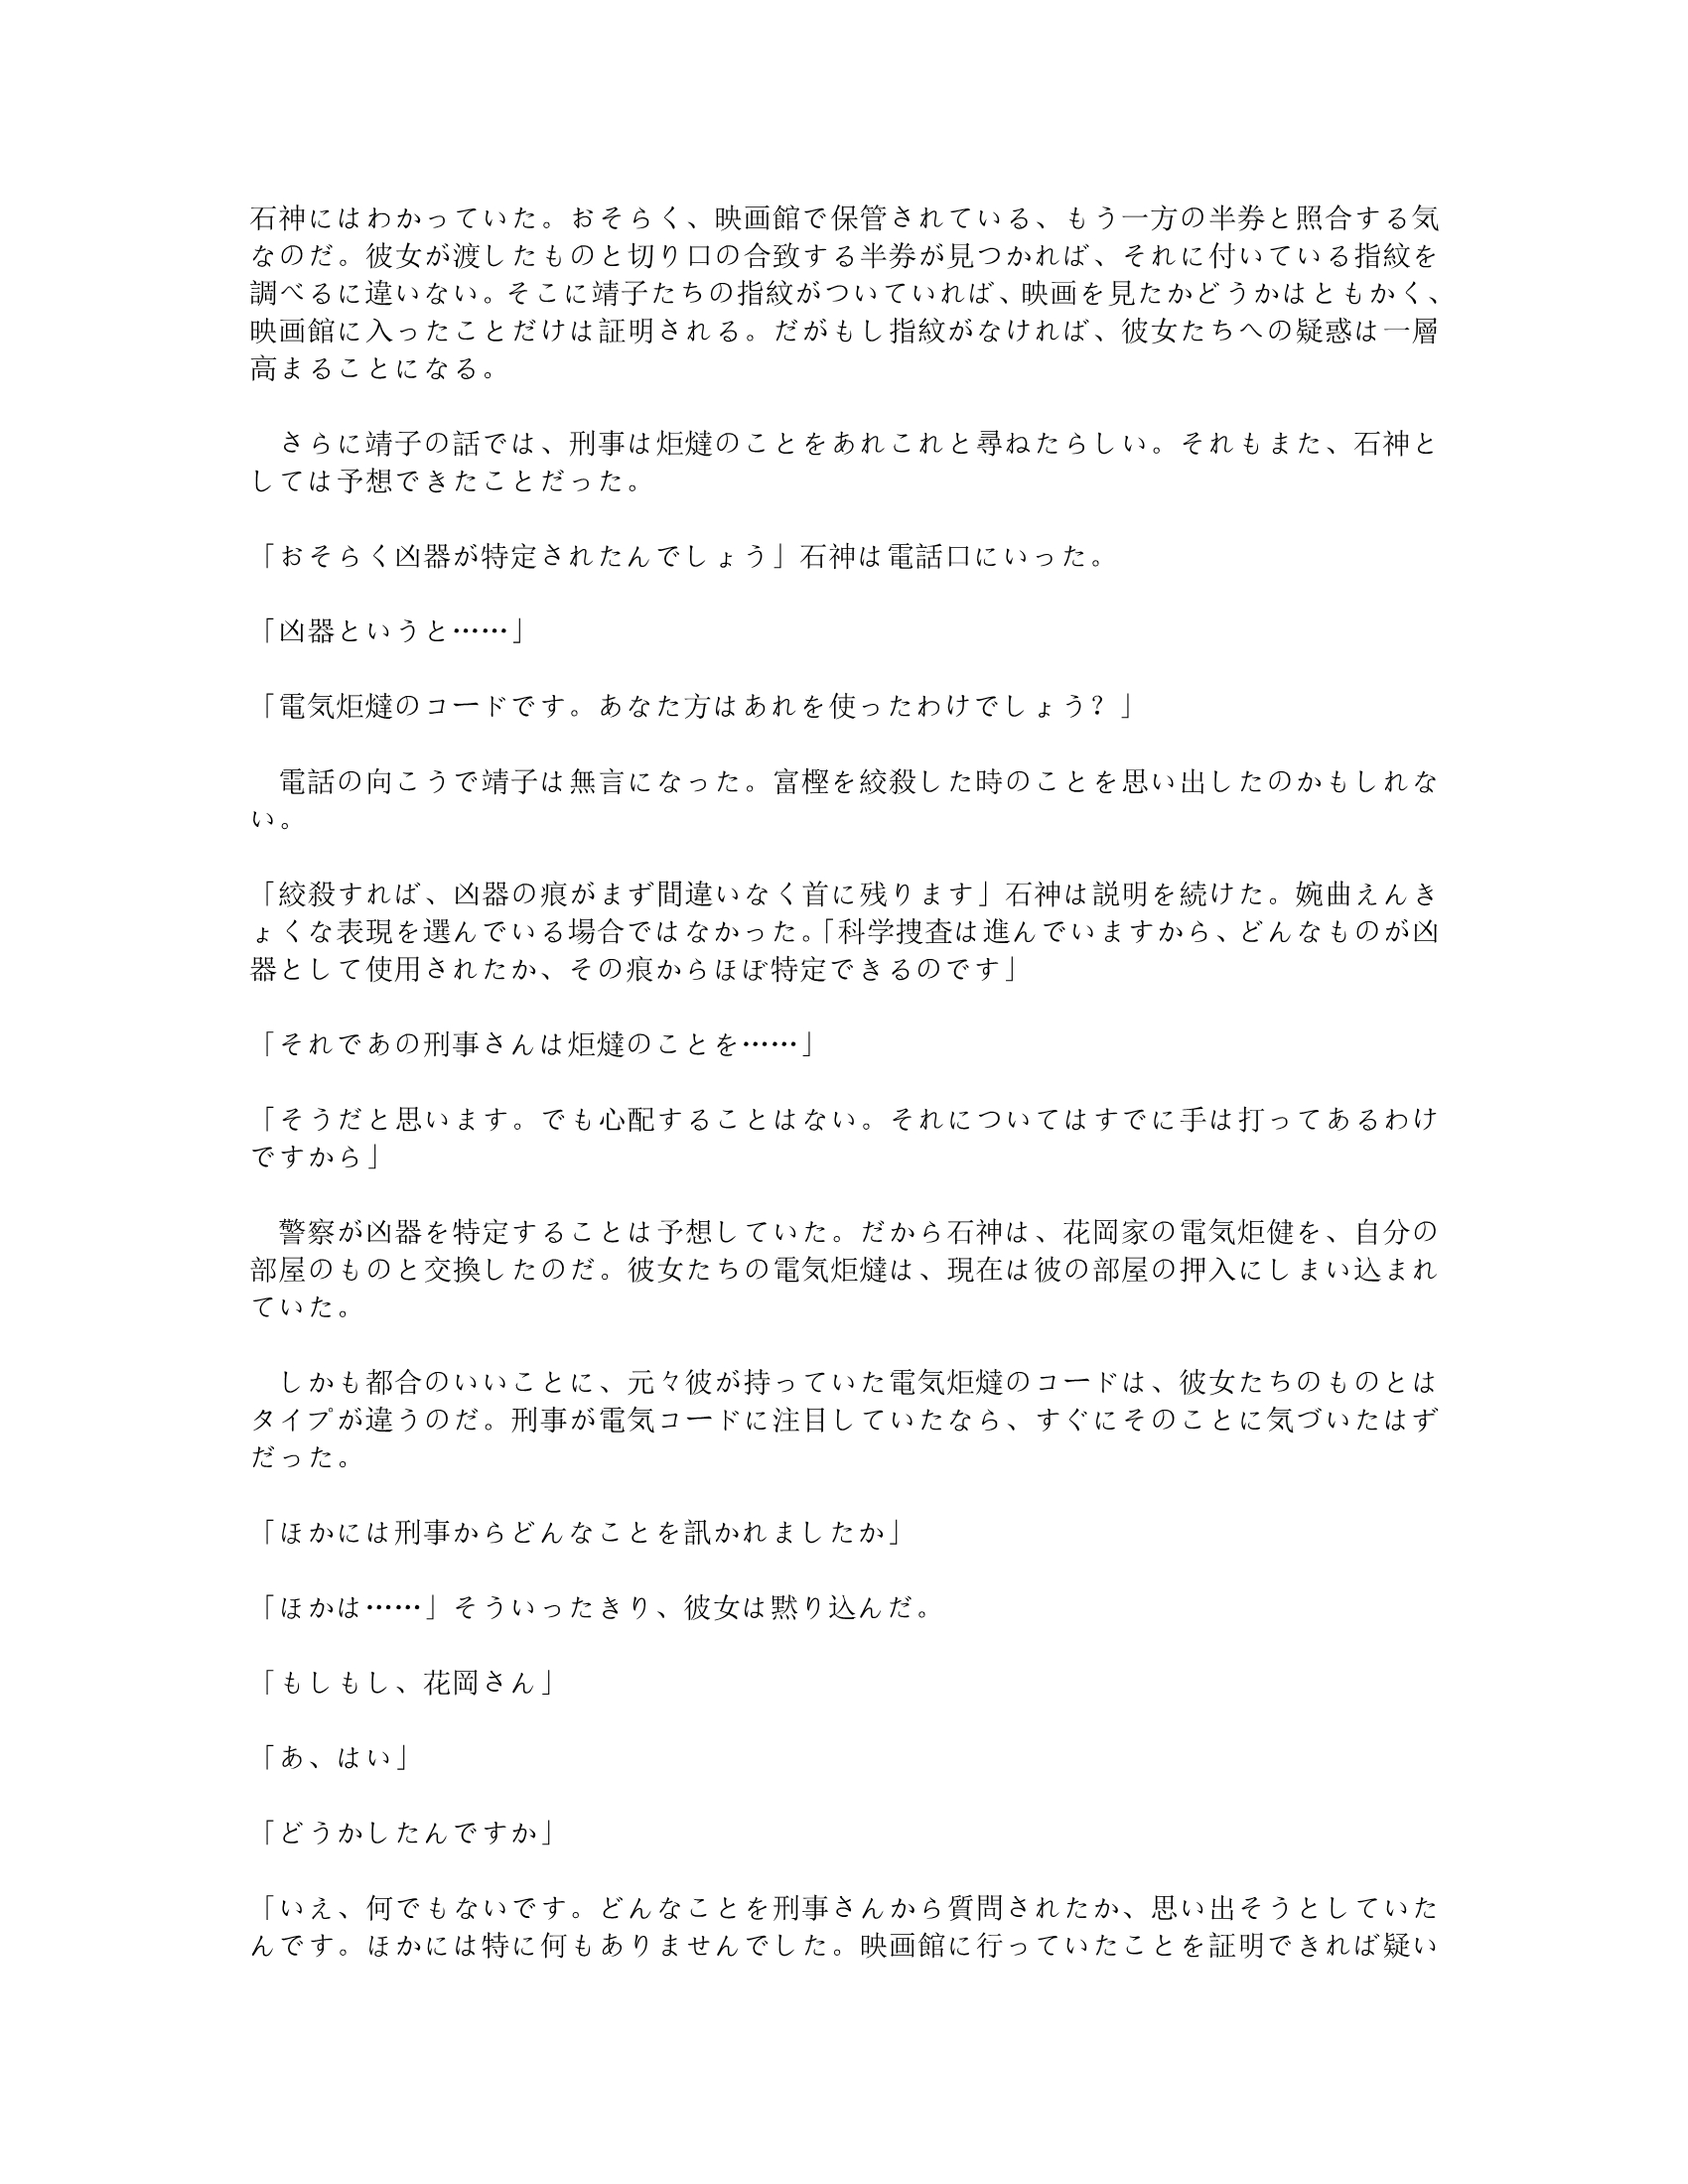 石神にはわかっていた。おそらく、映画館で保管されている、もう一方の半券と照合する気
なのだ。彼女が渡したものと切り口の合致する半券が見つかれば、それに付いている指紋を
調べるに違いない。そこに靖子たちの指紋がついていれば、映画を見たかどうかはともかく、
映画館に入ったことだけは証明される。だがもし指紋がなければ、彼女たちへの疑惑は一層
高まることになる。
　さらに靖子の話では、刑事は炬燵のことをあれこれと尋ねたらしい。それもまた、石神と
しては予想できたことだった。
「おそらく凶器が特定されたんでしょう」石神は電話口にいった。
「凶器というと……」
「電気炬燵のコードです。あなた方はあれを使ったわけでしょう？」
　電話の向こうで靖子は無言になった。富樫を絞殺した時のことを思い出したのかもしれな
い。
「絞殺すれば、凶器の痕がまず間違いなく首に残ります」石神は説明を続けた。婉曲えんき
ょくな表現を選んでいる場合ではなかった。「科学捜査は進んでいますから、どんなものが凶
器として使用されたか、その痕からほぼ特定できるのです」
「それであの刑事さんは炬燵のことを……」
「そうだと思います。でも心配することはない。それについてはすでに手は打ってあるわけ
ですから」
　警察が凶器を特定することは予想していた。だから石神は、花岡家の電気炬健を、自分の
部屋のものと交換したのだ。彼女たちの電気炬燵は、現在は彼の部屋の押入にしまい込まれ
ていた。
　しかも都合のいいことに、元々彼が持っていた電気炬燵のコードは、彼女たちのものとは
タイプが違うのだ。刑事が電気コードに注目していたなら、すぐにそのことに気づいたはず
だった。
「ほかには刑事からどんなことを訊かれましたか」
「ほかは……」そういったきり、彼女は黙り込んだ。
「もしもし、花岡さん」
「あ、はい」
「どうかしたんですか」
「いえ、何でもないです。どんなことを刑事さんから質問されたか、思い出そうとしていた
んです。ほかには特に何もありませんでした。映画館に行っていたことを証明できれば疑い